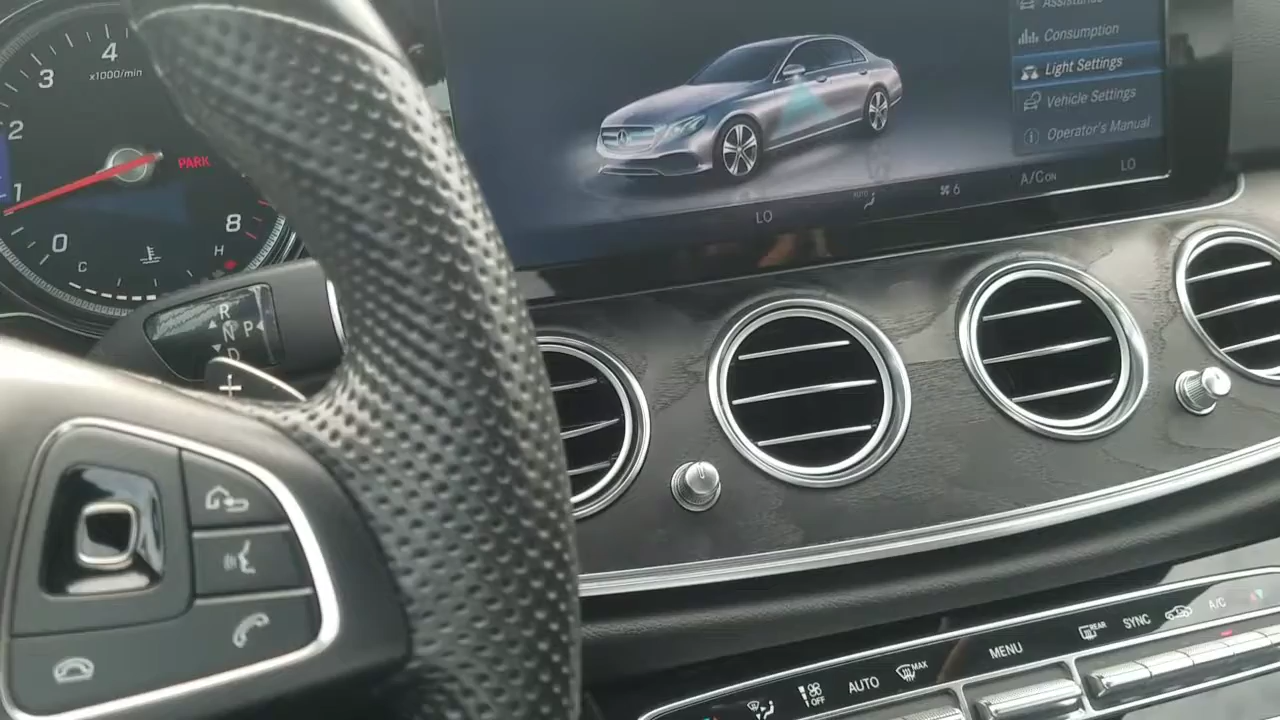 4
3
x1000/min
2
1
PARK
0
8
C
H
R
N P
D
+
Assistance
Consumption
Light Settings
Vehicle Settings
Operator's Manual
LO
AUTO
6
A/C ON
LO
OFF
AUTO
MAX
MENU
REAR
SYNC
A/C